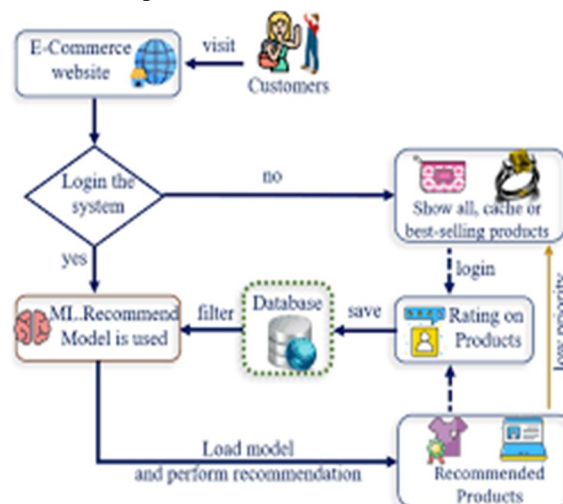 E-Commerce
website
visit
Customers
Login the
system
no
Show all, cache or
best-selling products
yes
login
ML.Recommend
Model is used
filter
Database
save
Rating on
Products
low priority
Load model
and perform recommendation
Recommended
Products